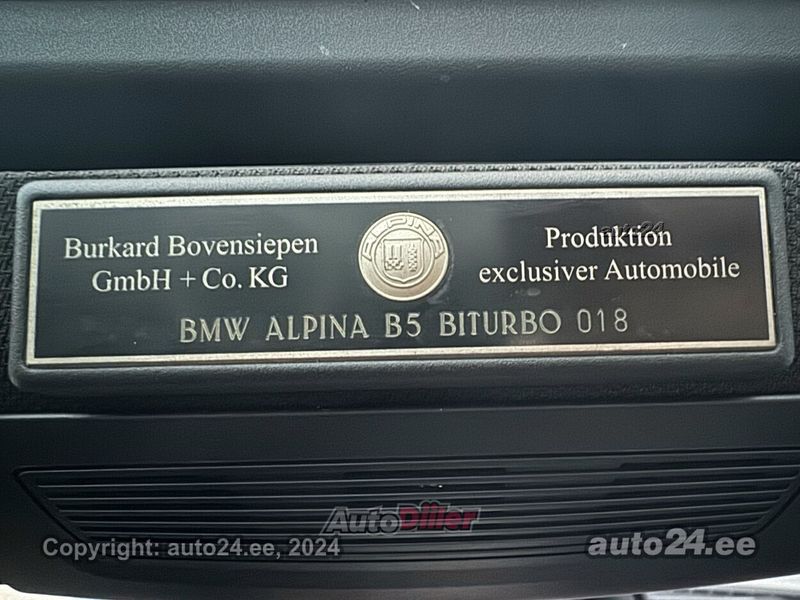 Burkard Bovensiepen
GmbH + Co. KG
ALPINA
Produktion
exclusiver Automobile
BMW ALPINA B5 BITURBO 018
AutoDiiler
Copyright: auto24.ee, 2024
auto24.ee